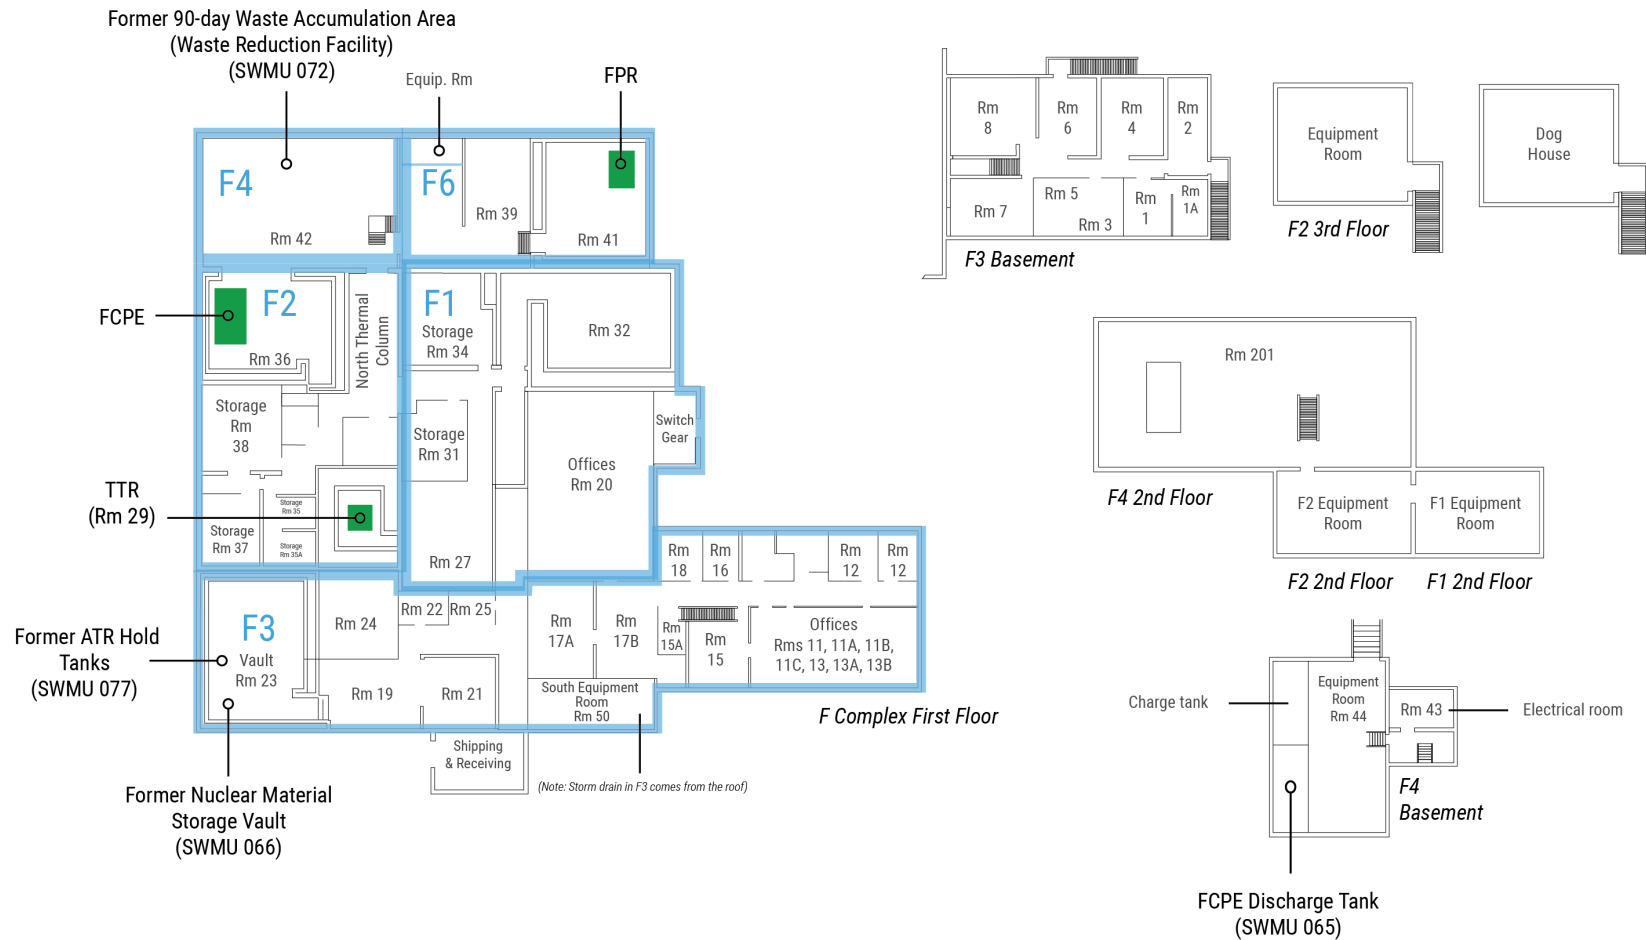 Former 90-day Waste Accumulation Area
(Waste Reduction Facility)
(SWMU 072)
Equip. Rm
FPR
F4
Rm 42
F6
Rm 39
Rm 41
FCPE
F2
Rm 36
North Thermal
Column
F1
Storage
Rm 34
Rm 32
Storage
Rm
38
Storage
Rm 31
Switch
Gear
Offices
Rm 20
TTR
(Rm 29)
Storage
Rm 35
Storage
Rm 37
Storage
Rm 35A
Rm 27
Rm
18
Rm
16
Rm
12
Rm
12
Former ATR Hold
Tanks
(SWMU 077)
F3
Vault
Rm 23
Rm 24
Rm 22
Rm 25
Rm
17A
Rm
17B
Rm
15A
Rm
15
Offices
Rms 11, 11A, 11B,
11C, 13, 13A, 13B
Rm 19
Rm 21
South Equipment
Room
Rm 50
F Complex First Floor
Shipping
& Receiving
(Note: Storm drain in F3 comes from the roof)
Former Nuclear Material
Storage Vault
(SWMU 066)
Rm
8
Rm
6
Rm
4
Rm
2
Rm 7
Rm 5
Rm 3
Rm
1
Rm
1A
F3 Basement
Equipment
Room
F2 3rd Floor
Dog
House
Rm 201
F4 2nd Floor
F2 Equipment
Room
F1 Equipment
Room
F2 2nd Floor
F1 2nd Floor
Charge tank
Equipment
Room
Rm 44
Rm 43
Electrical room
F4
Basement
FCPE Discharge Tank
(SWMU 065)